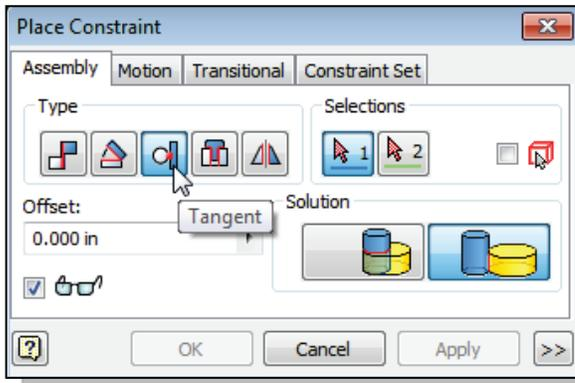 Place Constraint
Assembly Motion Transitional Constraint Set
Type
Selections
1 2
Offset:
Tangent
Solution
0.000 in
OK Cancel Apply >>